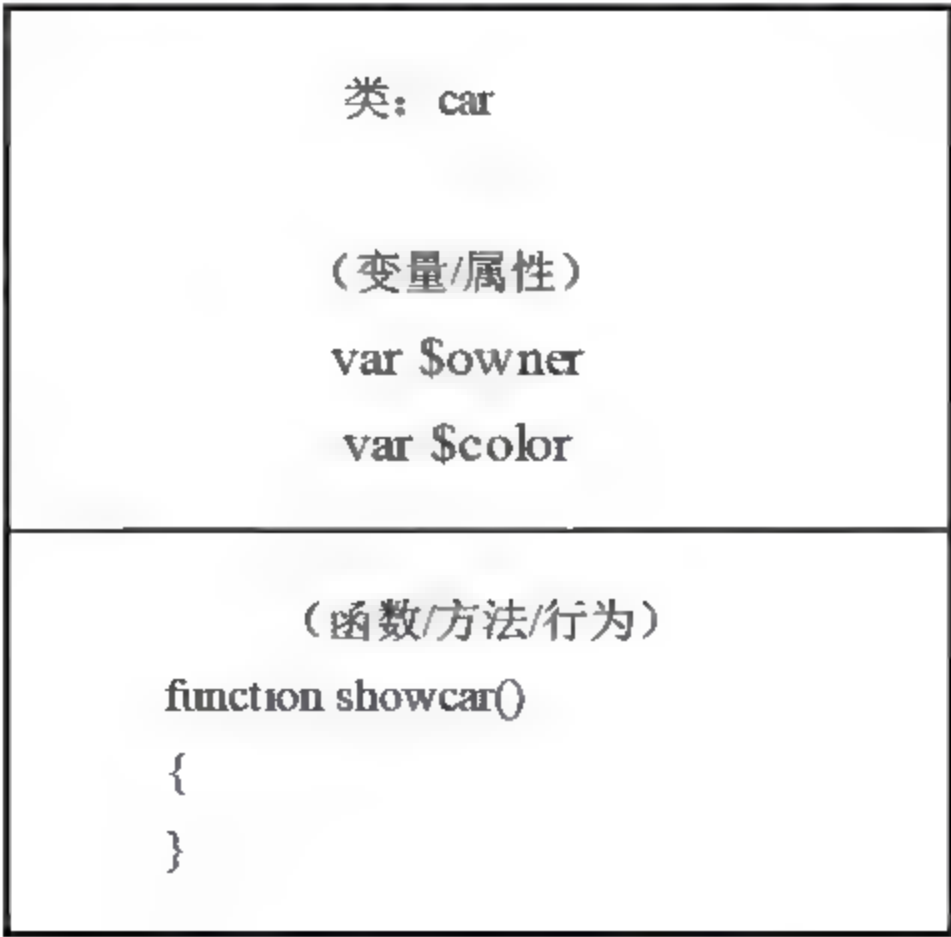 类：car
（变量/属性）
var $owner
var $color
（函数/方法/行为）
function showcar()
{
}